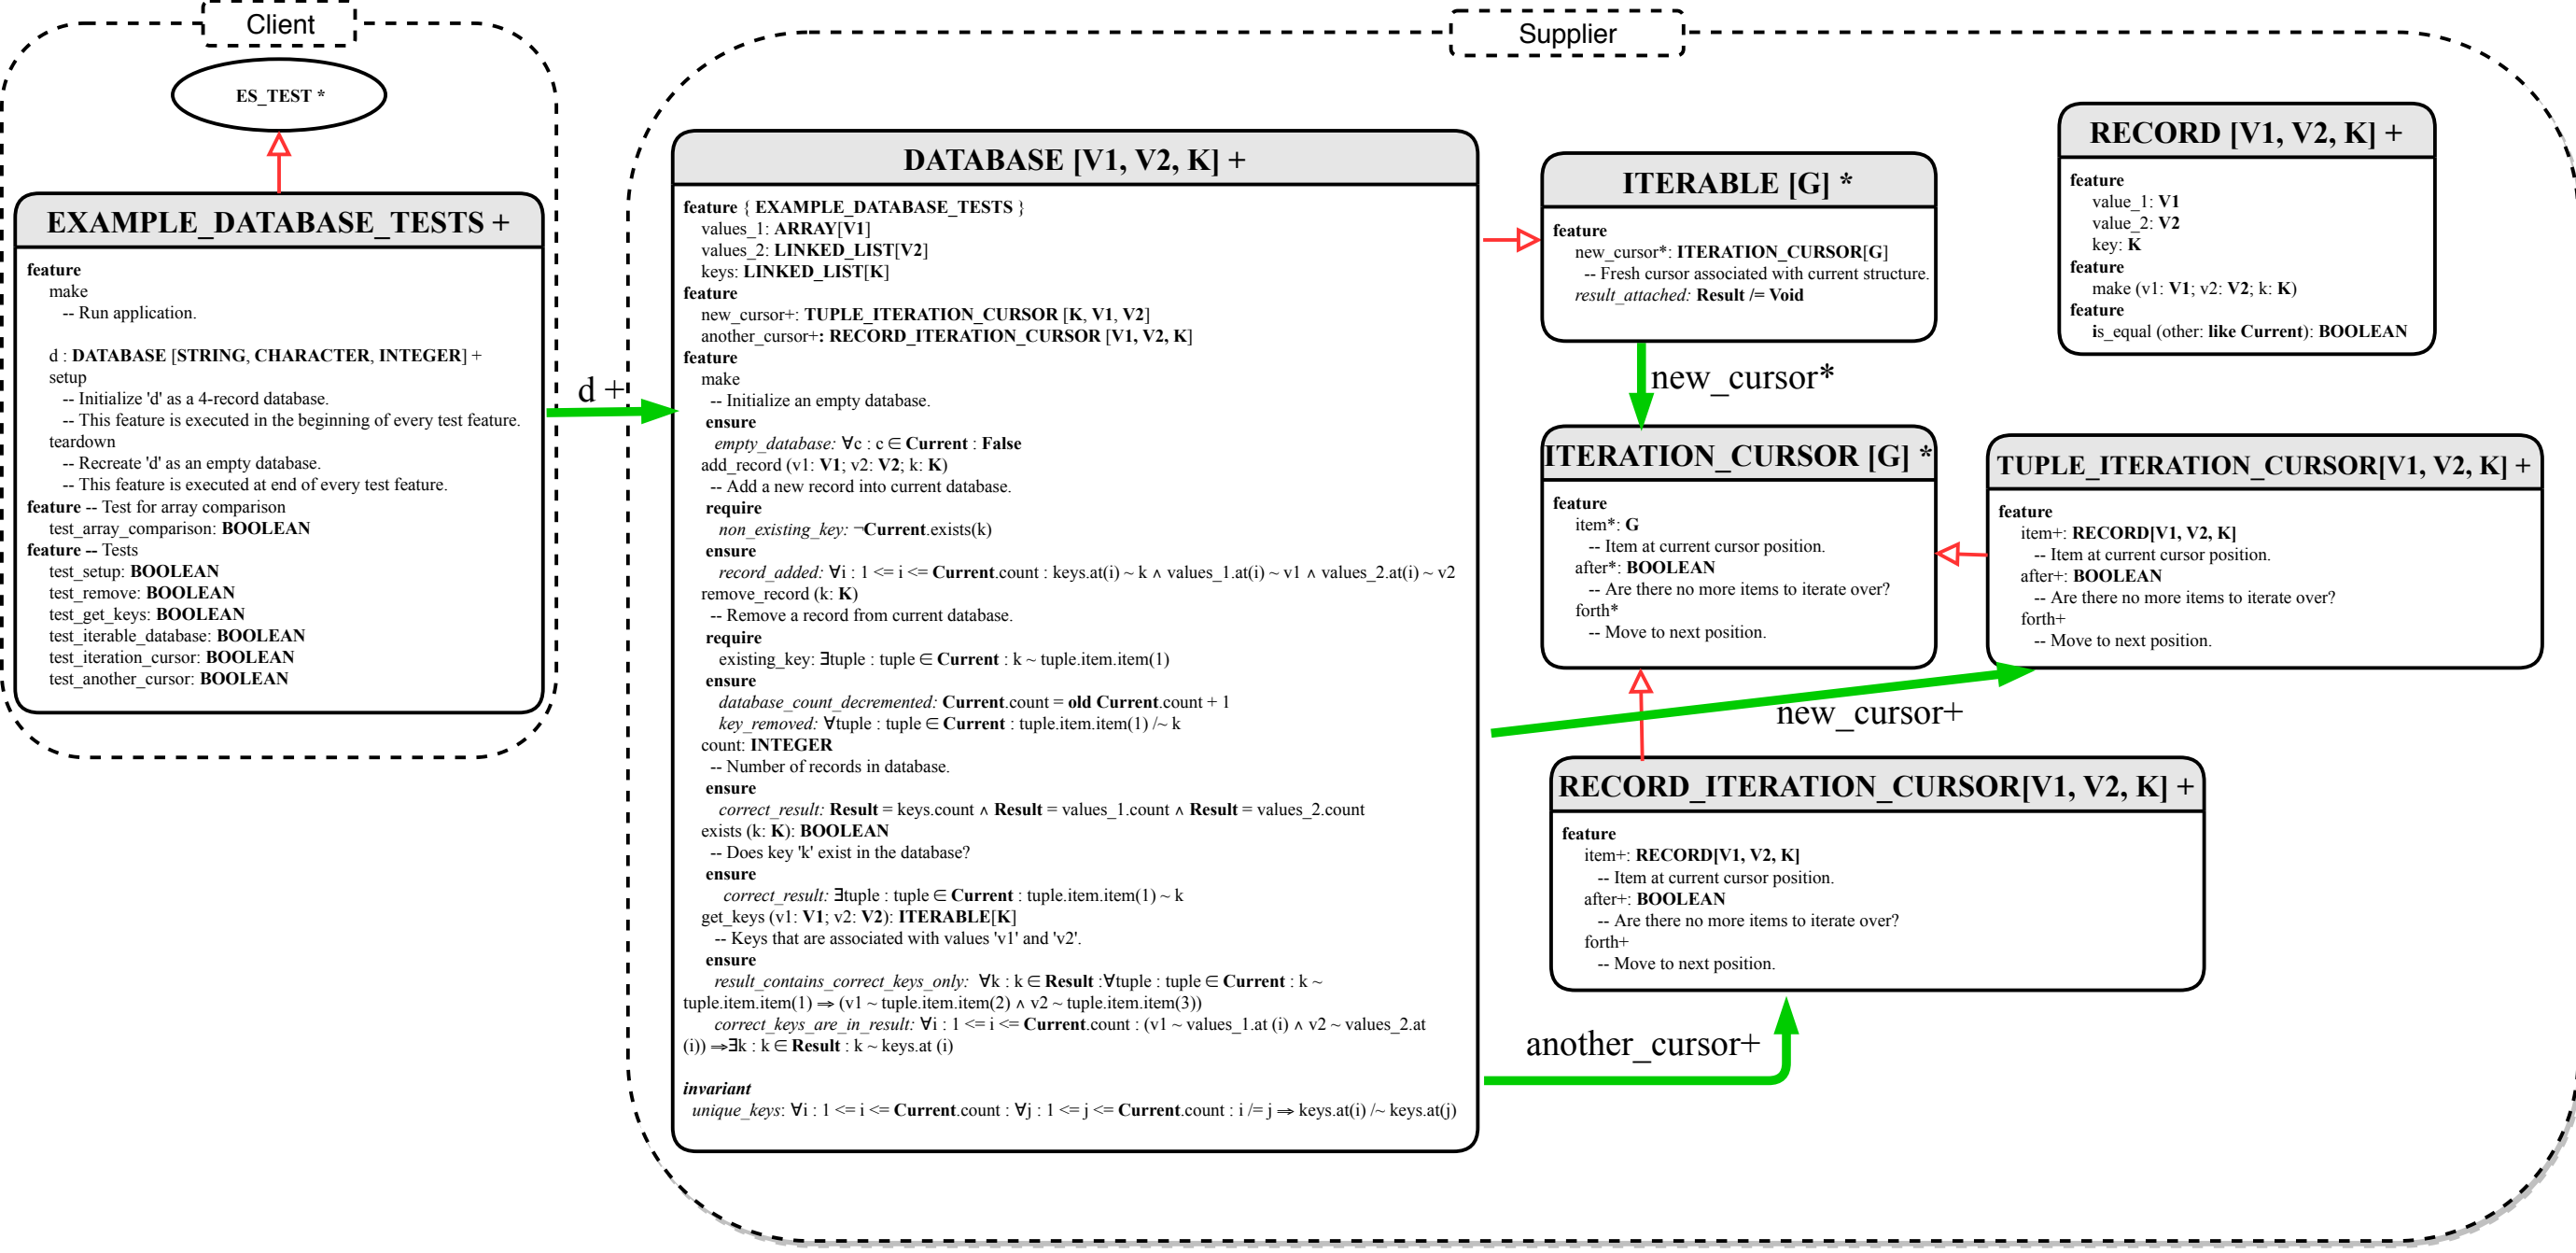 Client
ES_TEST *
EXAMPLE_DATABASE_TESTS +
feature
make
-- Run application.
d : DATABASE [STRING, CHARACTER, INTEGER] +
setup
-- Initialize 'd' as a 4-record database.
-- This feature is executed in the beginning of every test feature.
teardown
-- Recreate 'd' as an empty database.
-- This feature is executed at end of every test feature.
feature -- Test for array comparison
test_array_comparison: BOOLEAN
feature -- Tests
test_setup: BOOLEAN
test_remove: BOOLEAN
test_get_keys: BOOLEAN
test_iterable_database: BOOLEAN
test_iteration_cursor: BOOLEAN
test_another_cursor: BOOLEAN
d +
Supplier
DATABASE [V1, V2, K] +
feature { EXAMPLE_DATABASE_TESTS }
values_1: ARRAY[V1]
values_2: LINKED_LIST[V2]
keys: LINKED_LIST[K]
feature
new_cursor+: TUPLE_ITERATION_CURSOR [K, V1, V2]
another_cursor+: RECORD_ITERATION_CURSOR [V1, V2, K]
feature
make
-- Initialize an empty database.
ensure
empty_database: ∀c : c ∈ Current : False
add_record (v1: V1; v2: V2; k: K)
-- Add a new record into current database.
require
non_existing_key: ¬Current.exists(k)
ensure
record_added: ∀i : 1 <= i <= Current.count : keys.at(i) ~ k ∧ values_1.at(i) ~ v1 ∧ values_2.at(i) ~ v2
remove_record (k: K)
-- Remove a record from current database.
require
existing_key: ∃tuple : tuple ∈ Current : k ~ tuple.item.item(1)
ensure
database_count_decremented: Current.count = old Current.count + 1
key_removed: ∀tuple : tuple ∈ Current : tuple.item.item(1) /~ k
count: INTEGER
-- Number of records in database.
ensure
correct_result: Result = keys.count ∧ Result = values_1.count ∧ Result = values_2.count
exists (k: K): BOOLEAN
-- Does key 'k' exist in the database?
ensure
correct_result: ∃tuple : tuple ∈ Current : tuple.item.item(1) ~ k
get_keys (v1: V1; v2: V2): ITERABLE[K]
-- Keys that are associated with values 'v1' and 'v2'.
ensure
result_contains_correct_keys_only: ∀k : k ∈ Result :∀tuple : tuple ∈ Current : k ~
tuple.item.item(1) ⇒ (v1 ~ tuple.item.item(2) ∧ v2 ~ tuple.item.item(3))
correct_keys_are_in_result: ∀i : 1 <= i <= Current.count : (v1 ~ values_1.at (i) ∧ v2 ~ values_2.at
(i)) ⇒∃k : k ∈ Result : k ~ keys.at (i)
invariant
unique_keys: ∀i : 1 <= i <= Current.count : ∀j : 1 <= j <= Current.count : i /= j ⇒ keys.at(i) /~ keys.at(j)
ITERABLE [G] *
feature
new_cursor*: ITERATION_CURSOR[G]
-- Fresh cursor associated with current structure.
result_attached: Result /= Void
new_cursor*
ITERATION_CURSOR [G] *
feature
item*: G
-- Item at current cursor position.
after*: BOOLEAN
-- Are there no more items to iterate over?
forth*
-- Move to next position.
RECORD [V1, V2, K] +
feature
value_1: V1
value_2: V2
key: K
feature
make (v1: V1; v2: V2; k: K)
feature
is_equal (other: like Current): BOOLEAN
TUPLE_ITERATION_CURSOR[V1, V2, K] +
feature
item+: RECORD[V1, V2, K]
-- Item at current cursor position.
after+: BOOLEAN
-- Are there no more items to iterate over?
forth+
-- Move to next position.
new_cursor+
RECORD_ITERATION_CURSOR[V1, V2, K] +
feature
item+: RECORD[V1, V2, K]
-- Item at current cursor position.
after+: BOOLEAN
-- Are there no more items to iterate over?
forth+
-- Move to next position.
another_cursor+